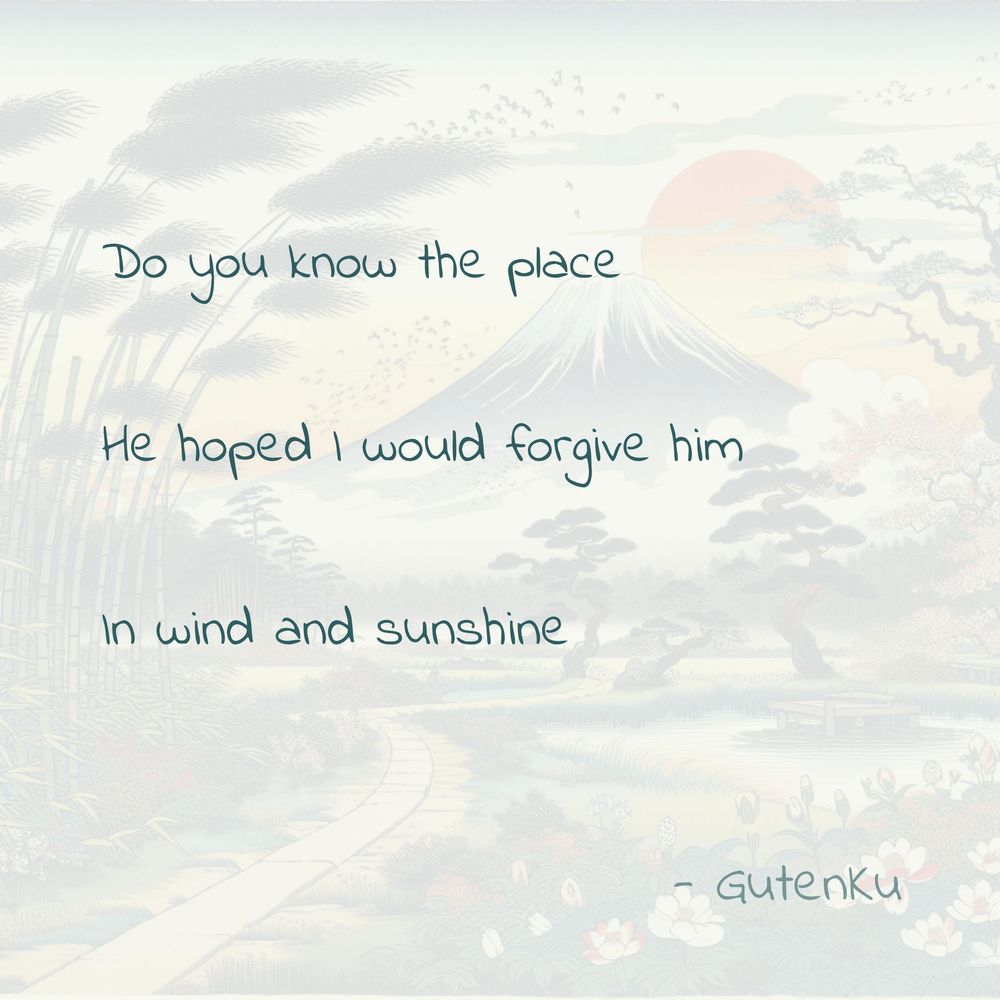 Do you know the place
He hoped I would forgive him
In wind and sunshine
- GutenKu